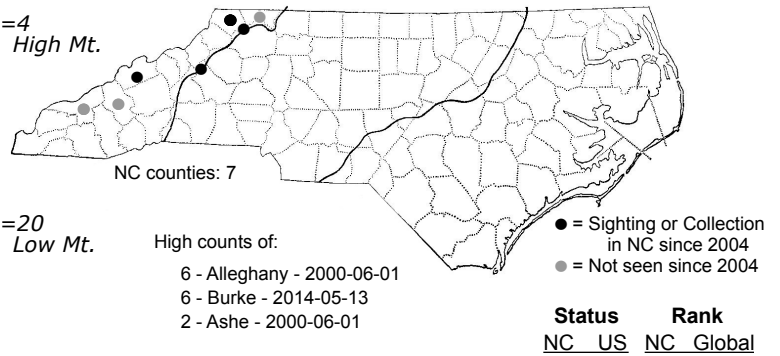 =4
High Mt.
NC counties: 7
=20
Low Mt.
High counts of:
6 - Alleghany - 2000-06-01
6 - Burke - 2014-05-13
2 - Ashe - 2000-06-01
● = Sighting or Collection
in NC since 2004
● = Not seen since 2004
Status Rank
NC US NC Global